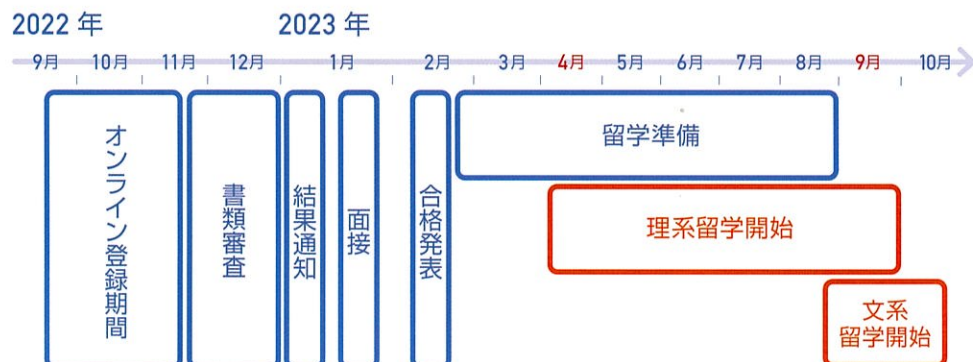 2022 年 2023 年
9月 10月 11月 12月 1月 2月 3月 4月 5月 6月 7月 8月 9月 10月
オンライン登録期間
書類審査
結果通知
面接
合格発表
留学準備
理系留学開始
文系
留学開始